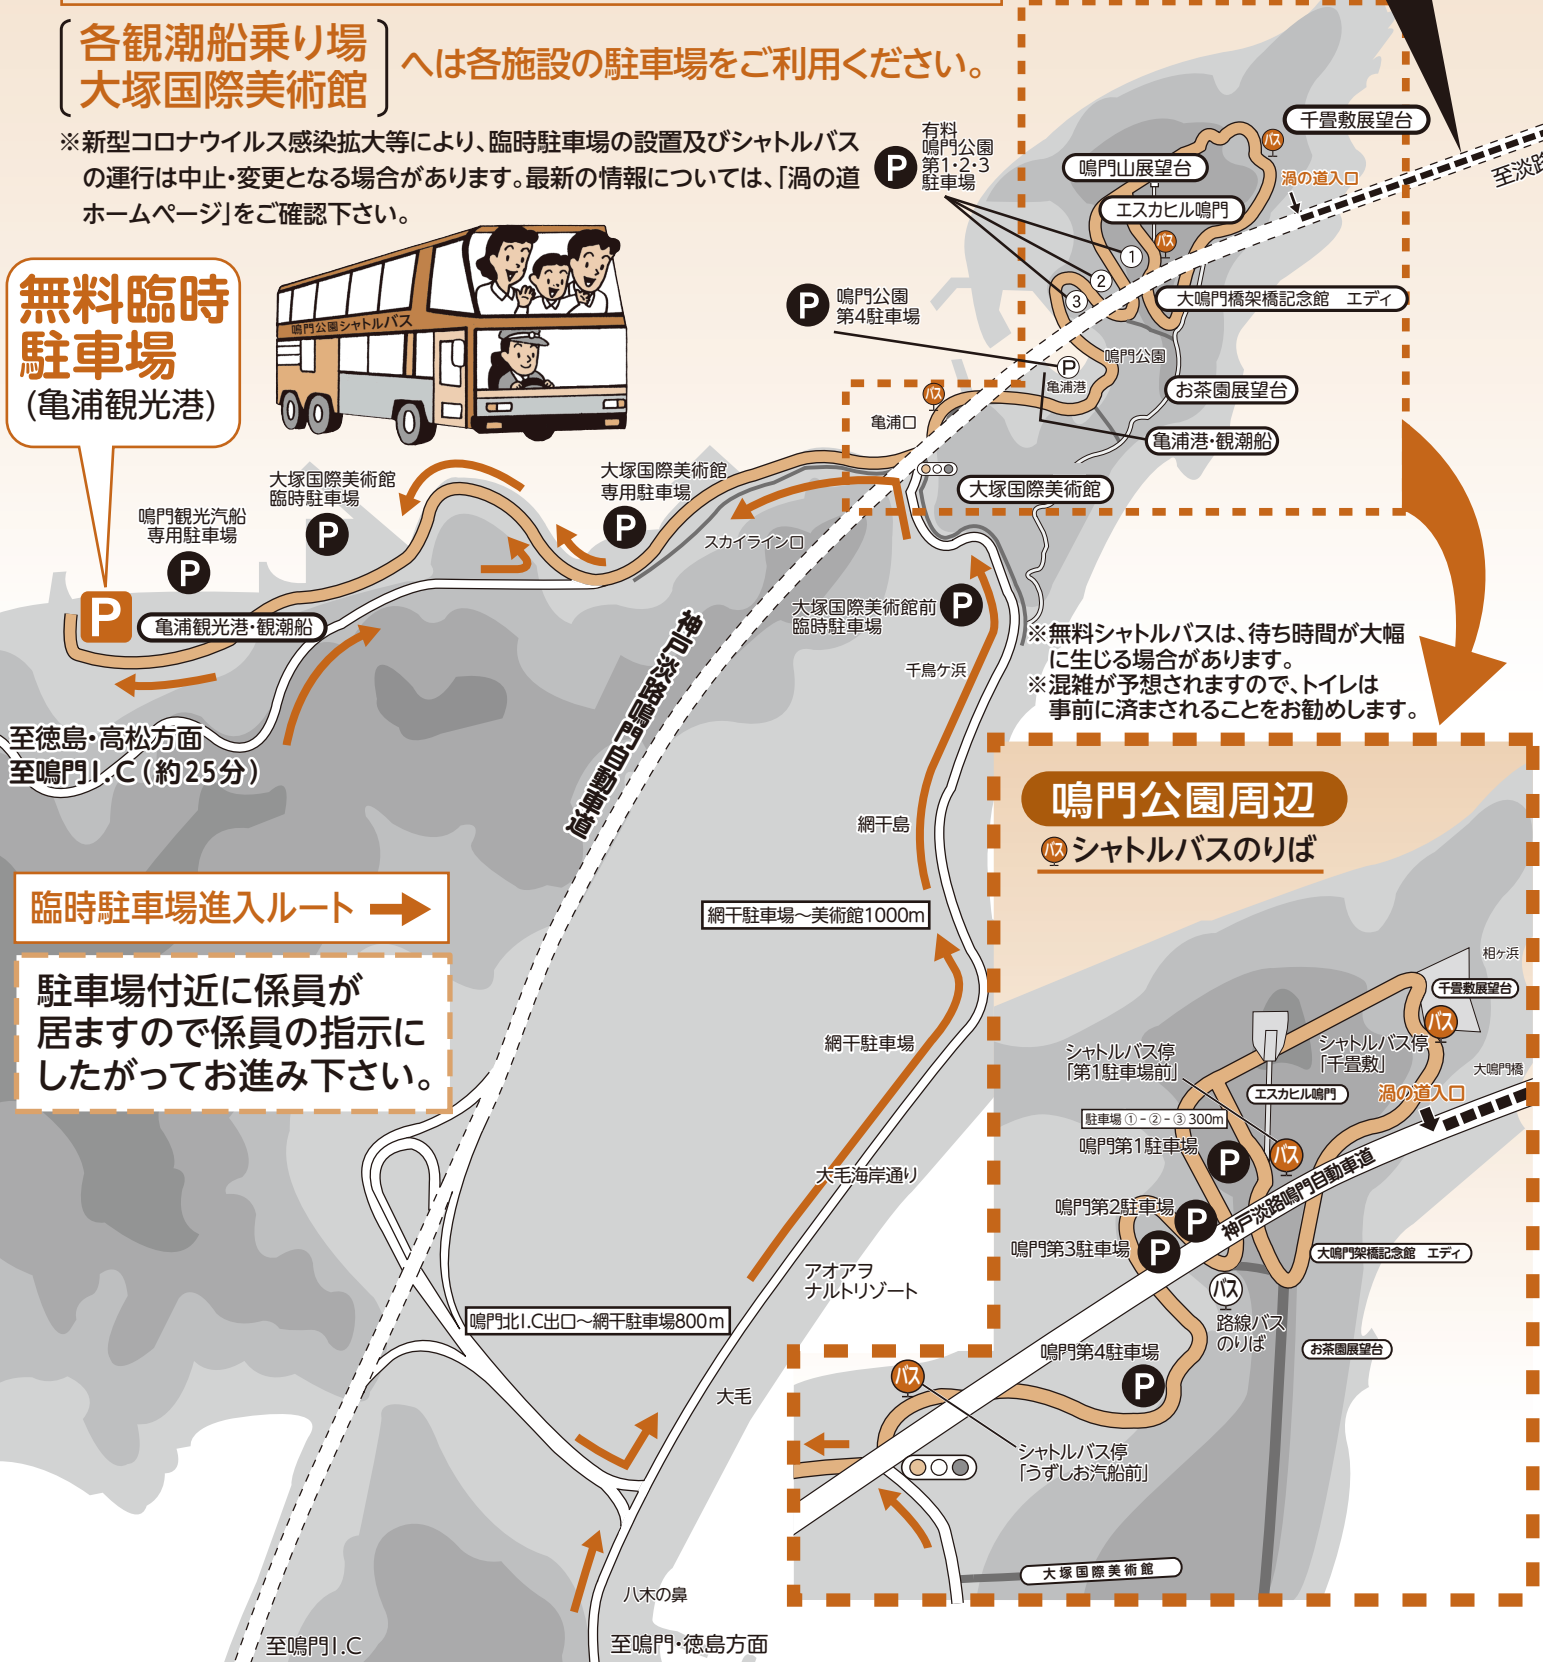 各観潮船乗り場
大塚国際美術館
へは各施設の駐車場をご利用ください。
※新型コロナウイルス感染拡大等により、臨時駐車場の設置及びシャトルバス
の運行は中止・変更となる場合があります。最新の情報については、「渦の道
ホームページ」をご確認下さい。
無料臨時
駐車場
(亀浦観光港)
鳴門公園シャトルバス
P
有料
鳴門公園
第1・2・3
駐車場
千畳敷展望台
バス
鳴門山展望台
渦の道入口
至淡路
エスカヒル鳴門
バス
1
2
3
大鳴門橋架橋記念館 エディ
P
鳴門公園
第4駐車場
鳴門公園
P
亀浦港
お茶園展望台
バス
亀浦口
亀浦港・観潮船
大塚国際美術館
大塚国際美術館
専用駐車場
P
大塚国際美術館
臨時駐車場
P
鳴門観光汽船
専用駐車場
P
P
亀浦観光港・観潮船
スカイライン口
大塚国際美術館前
臨時駐車場
P
千鳥ケ浜
※無料シャトルバスは、待ち時間が大幅
に生じる場合があります。
※混雑が予想されますので、トイレは
事前に済まされることをお勧めします。
神戸淡路鳴門自動車道
至徳島・高松方面
至鳴門I.C(約25分)
網干島
臨時駐車場進入ルート
網干駐車場〜美術館1000m
駐車場付近に係員が
居ますので係員の指示に
したがってお進み下さい。
網干駐車場
大毛海岸通り
アオアヲ
ナルトリゾート
鳴門北I.C出口〜網干駐車場800m
大毛
八木の鼻
至鳴門I.C
至鳴門・徳島方面
鳴門公園周辺
バス
シャトルバスのりば
相ヶ浜
千畳敷展望台
バス
シャトルバス停
「千畳敷」
シャトルバス停
「第1駐車場前」
大鳴門橋
エスカヒル鳴門
渦の道入口
駐車場①-②-③300m
鳴門第1駐車場
P
バス
神戸淡路鳴門自動車道
鳴門第2駐車場
P
鳴門第3駐車場
P
大鳴門架橋記念館 エディ
バス
路線バス
のりば
お茶園展望台
鳴門第4駐車場
P
バス
シャトルバス停
「うずしお汽船前」
大塚国際美術館